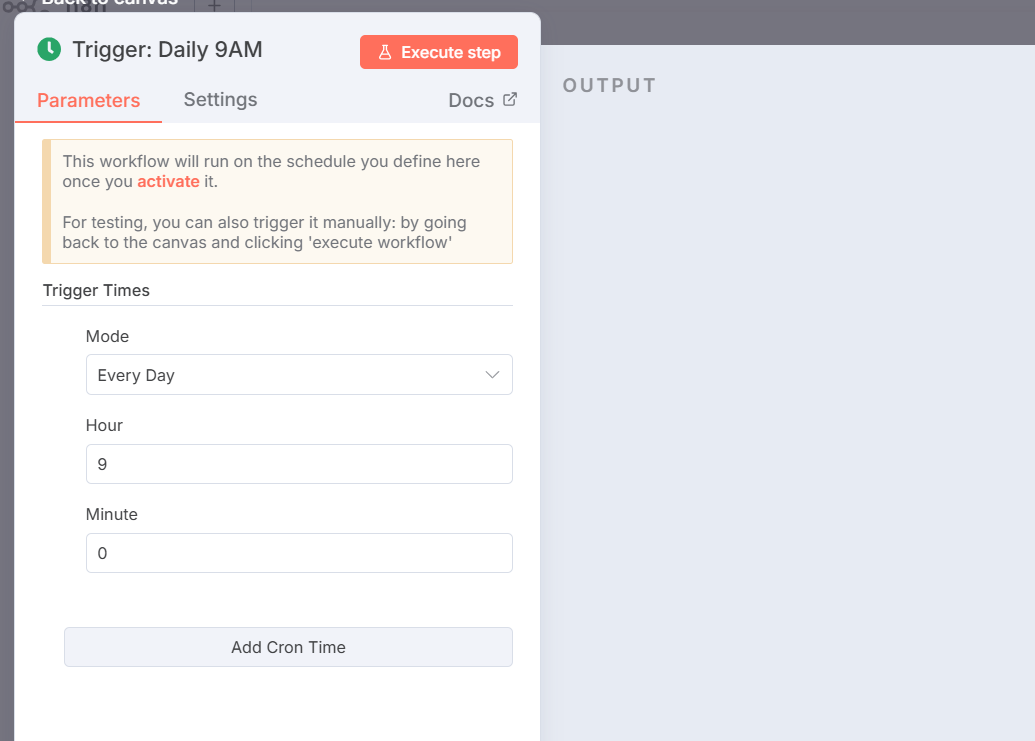 Back to canvas
n8n
+
Trigger: Daily 9AM
Execute step
Parameters
Settings
Docs
OUTPUT
This workflow will run on the schedule you define here
once you activate it.
For testing, you can also trigger it manually: by going
back to the canvas and clicking 'execute workflow'
Trigger Times
Mode
Every Day
Hour
9
Minute
0
Add Cron Time